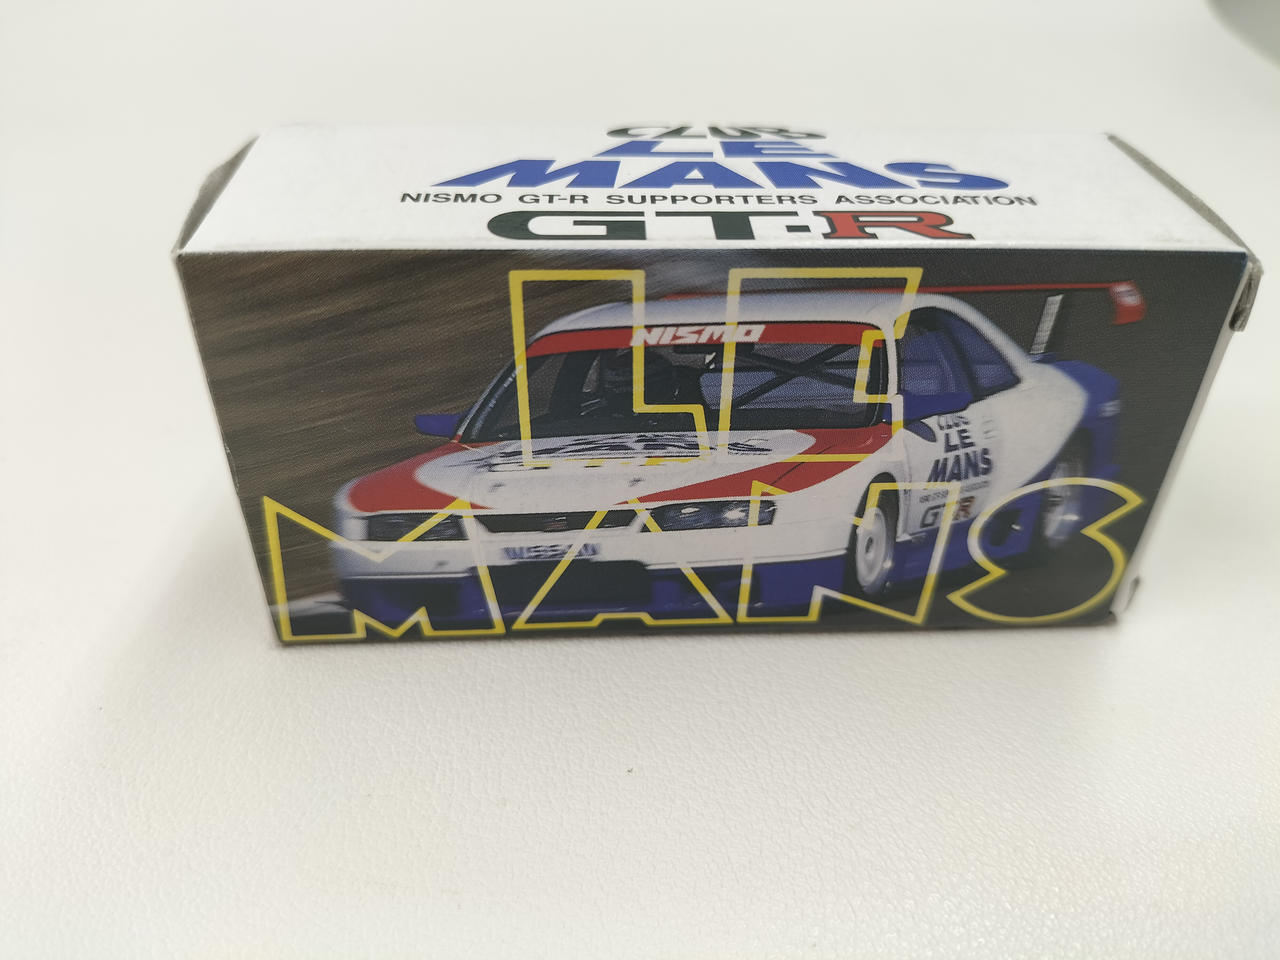 CLUB
LE
MANS
NISMO GT-R SUPPORTERS ASSOCIATION
GT-R
LE
MANS
NISMO
NISSAN
CLUB
LE
MANS
GT-R